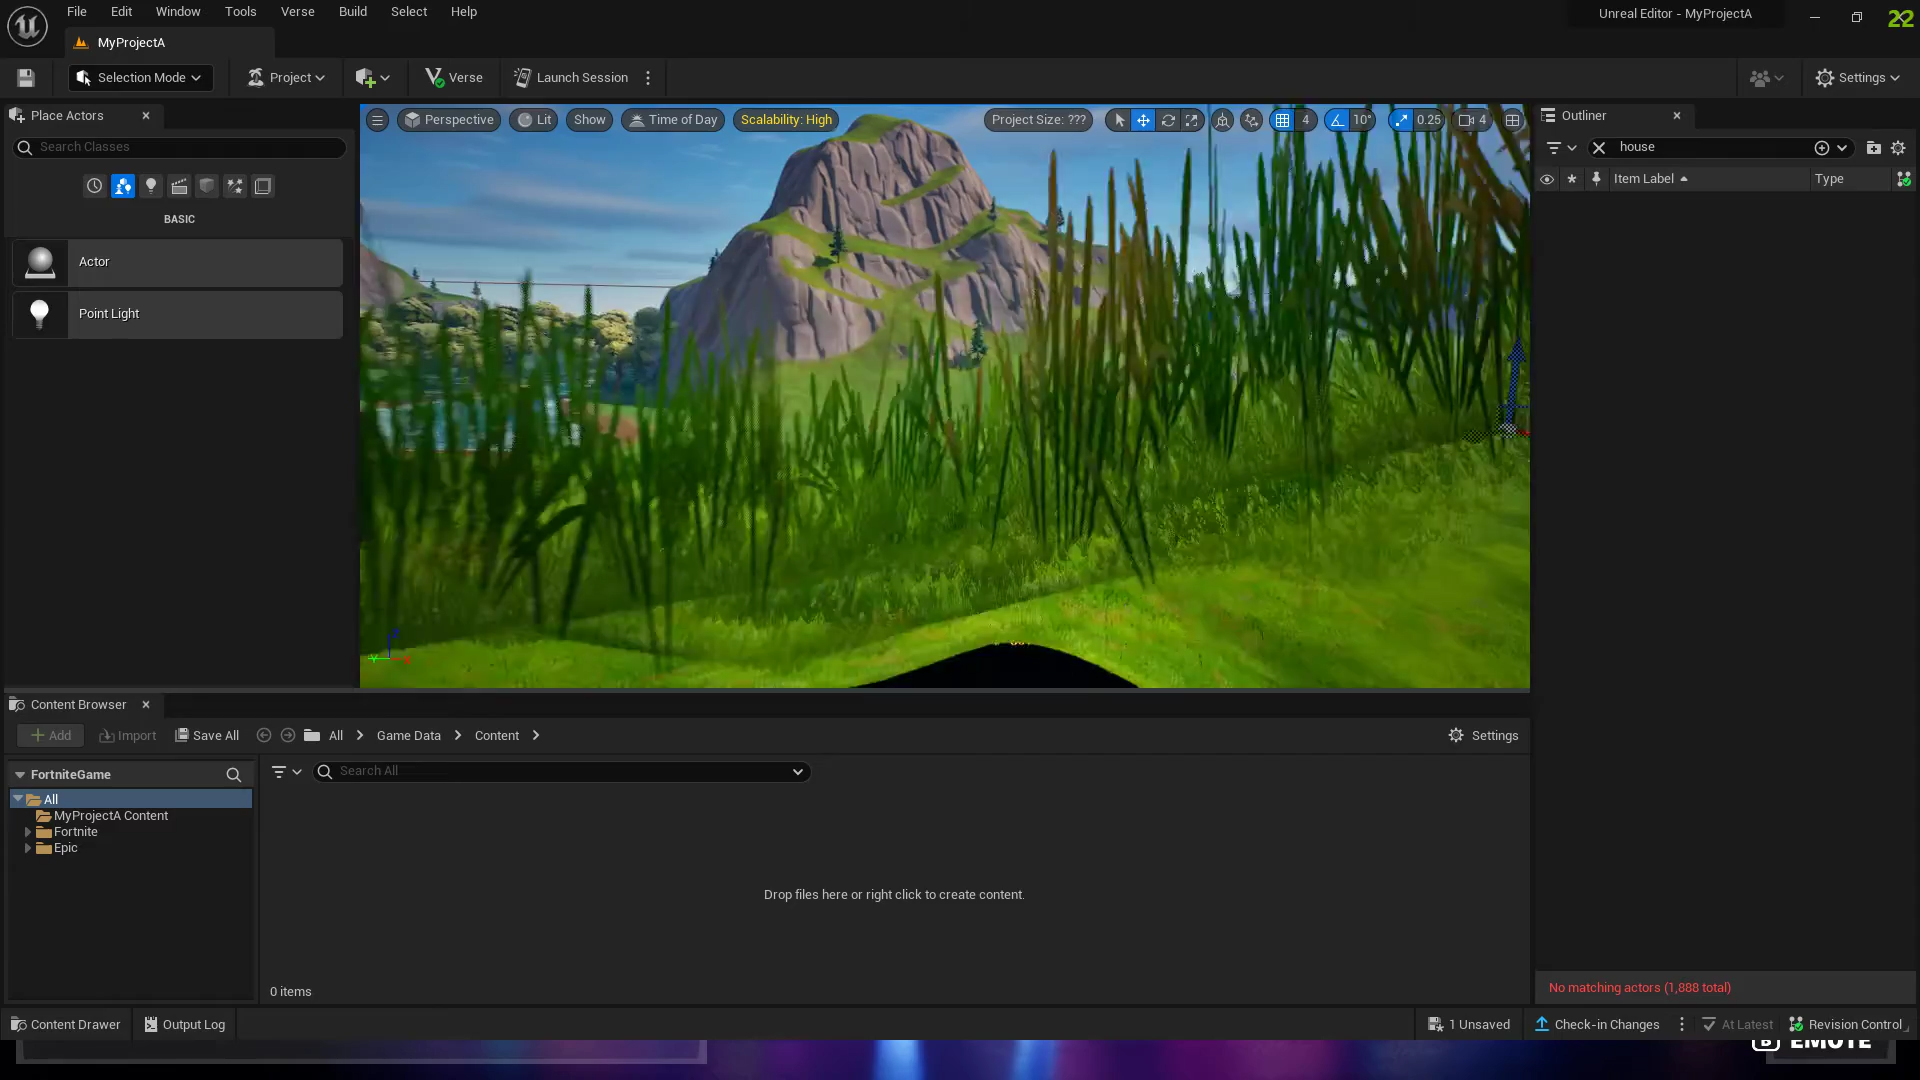 File Edit Window Tools Verse Build Select Help
Unreal Editor - MyProjectA
22
MyProjectA
Selection Mode
Project
Verse
Launch Session
Settings
Place Actors
Search Classes
BASIC
Actor
Point Light
Perspective
Lit
Show
Time of Day
Scalability: High
Project Size: ???
4
10°
0.25
4
Outliner
house
Item Label
Type
No matching actors (1,888 total)
Content Browser
Add
Import
Save All
All
Game Data
Content
Settings
FortniteGame
Search All
All
MyProjectA Content
Fortnite
Epic
Drop files here or right click to create content.
0 items
Content Drawer
Output Log
1 Unsaved
Check-in Changes
At Latest
Revision Control
B EMOTE